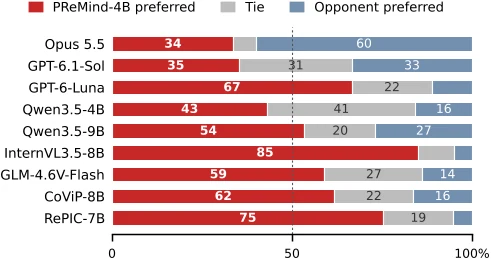 PReMind-4B preferred Tie Opponent preferred
Opus 5.5 34 60
GPT-6.1-Sol 35 31 33
GPT-6-Luna 67 22
Qwen3.5-4B 43 41 16
Qwen3.5-9B 54 20 27
InternVL3.5-8B 85
GLM-4.6V-Flash 59 27 14
CoViP-8B 62 22 16
RePIC-7B 75 19
0 50 100%